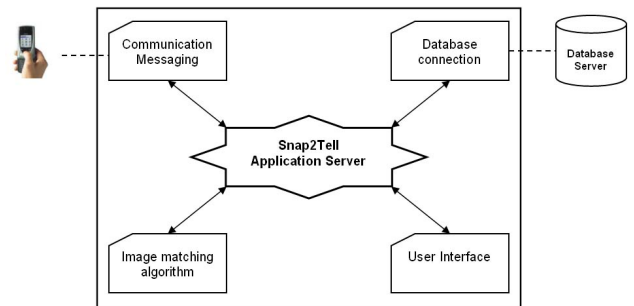 Communication
Messaging
Database
connection
Database
Server
Snap2Tell
Application Server
Image matching
algorithm
User Interface